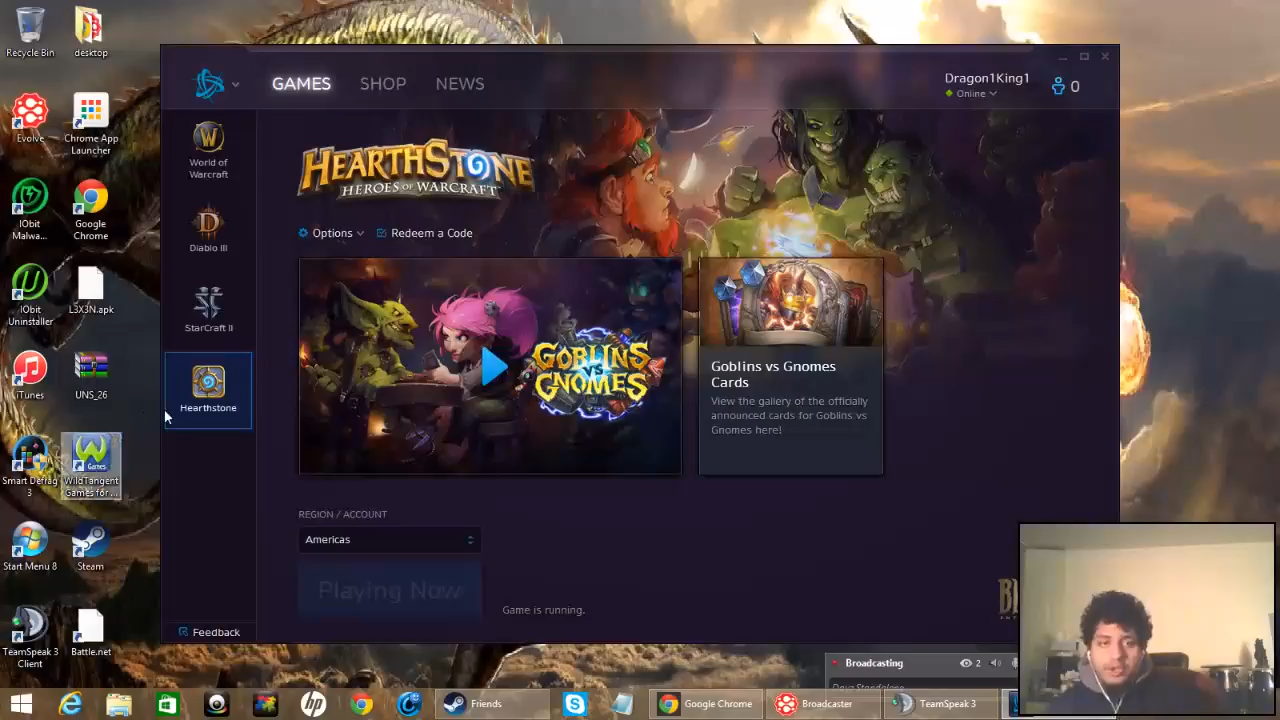 Recycle Bin
desktop
Evolve
Chrome App
Launcher
IObit
Malwa...
Google
Chrome
IObit
Uninstaller
L3X3N.apk
iTunes
UNS_26
Smart Defrag
3
WildTangent
Games for ...
Start Menu 8
Steam
TeamSpeak 3
Client
Battle.net
GAMES
SHOP
NEWS
Dragon1King1
Online
0
World of
Warcraft
Diablo III
StarCraft II
Hearthstone
Feedback
HEARTHSTONE
HEROES OF WARCRAFT
Options
Redeem a Code
GOBLINS
VS
GNOMES
Goblins vs Gnomes
Cards
View the gallery of the officially
announced cards for Goblins vs
Gnomes here!
REGION / ACCOUNT
Americas
Playing Now
Game is running.
Broadcasting
2
Friends
Google Chrome
Broadcaster
TeamSpeak 3